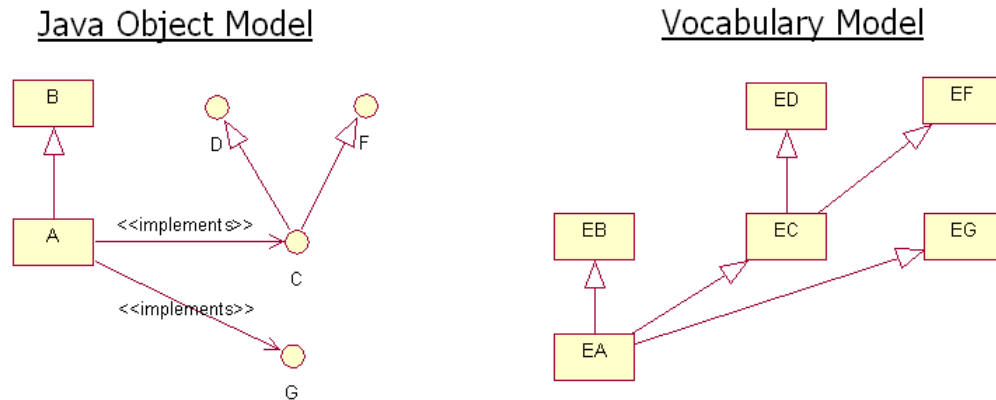 Java Object Model
Vocabulary Model
B
D
F
A
<<implements>>
C
<<implements>>
G
ED
EF
EB
EC
EG
EA